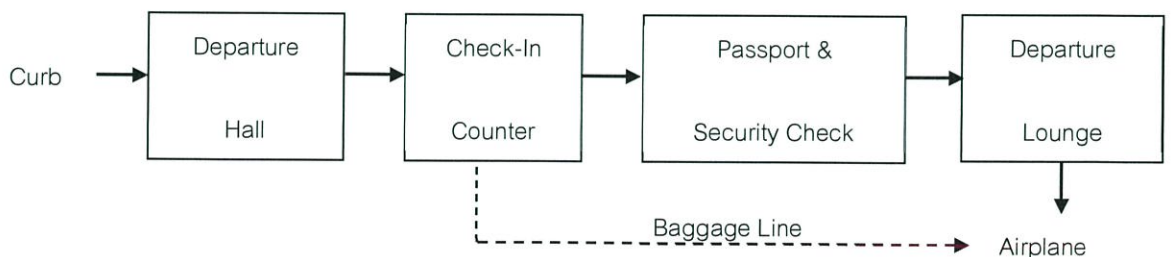 Curb
Departure
Hall
Check-In
Counter
Passport &
Security Check
Departure
Lounge
Baggage Line
Airplane